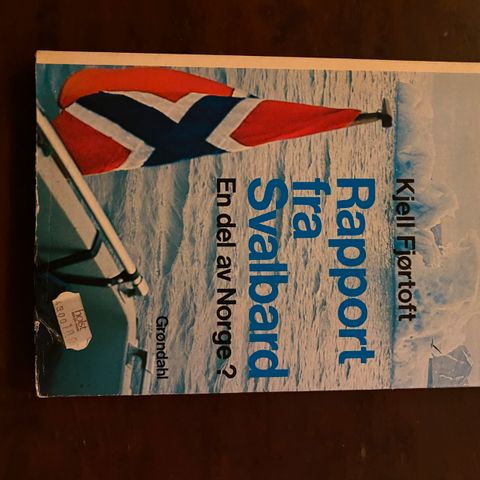 Kjell Fjørtoft
Rapport
fra
Svalbard
En del av Norge?
Grøndahl